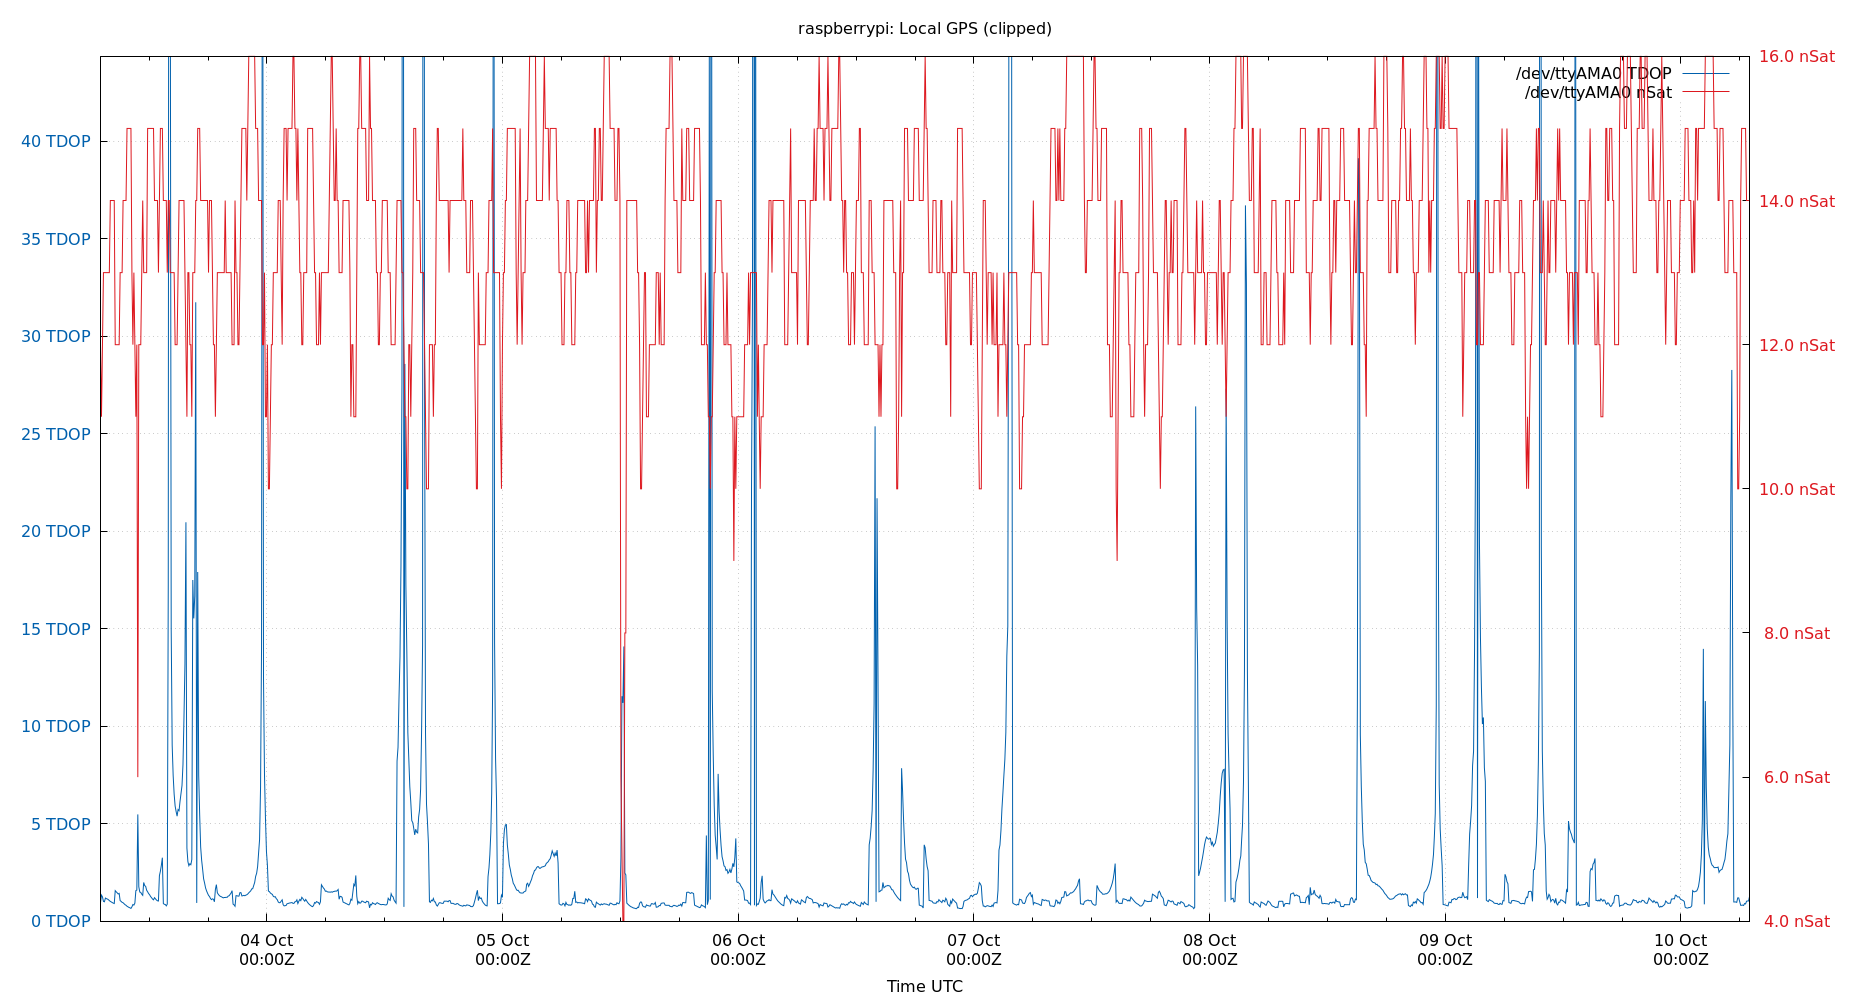 raspberrypi: Local GPS (clipped)
/dev/ttyAMA0 TDOP
/dev/ttyAMA0 nSat
40 TDOP
35 TDOP
30 TDOP
25 TDOP
20 TDOP
15 TDOP
10 TDOP
5 TDOP
0 TDOP
16.0 nSat
14.0 nSat
12.0 nSat
10.0 nSat
8.0 nSat
6.0 nSat
4.0 nSat
04 Oct
00:00Z
05 Oct
00:00Z
06 Oct
00:00Z
07 Oct
00:00Z
08 Oct
00:00Z
09 Oct
00:00Z
10 Oct
00:00Z
Time UTC